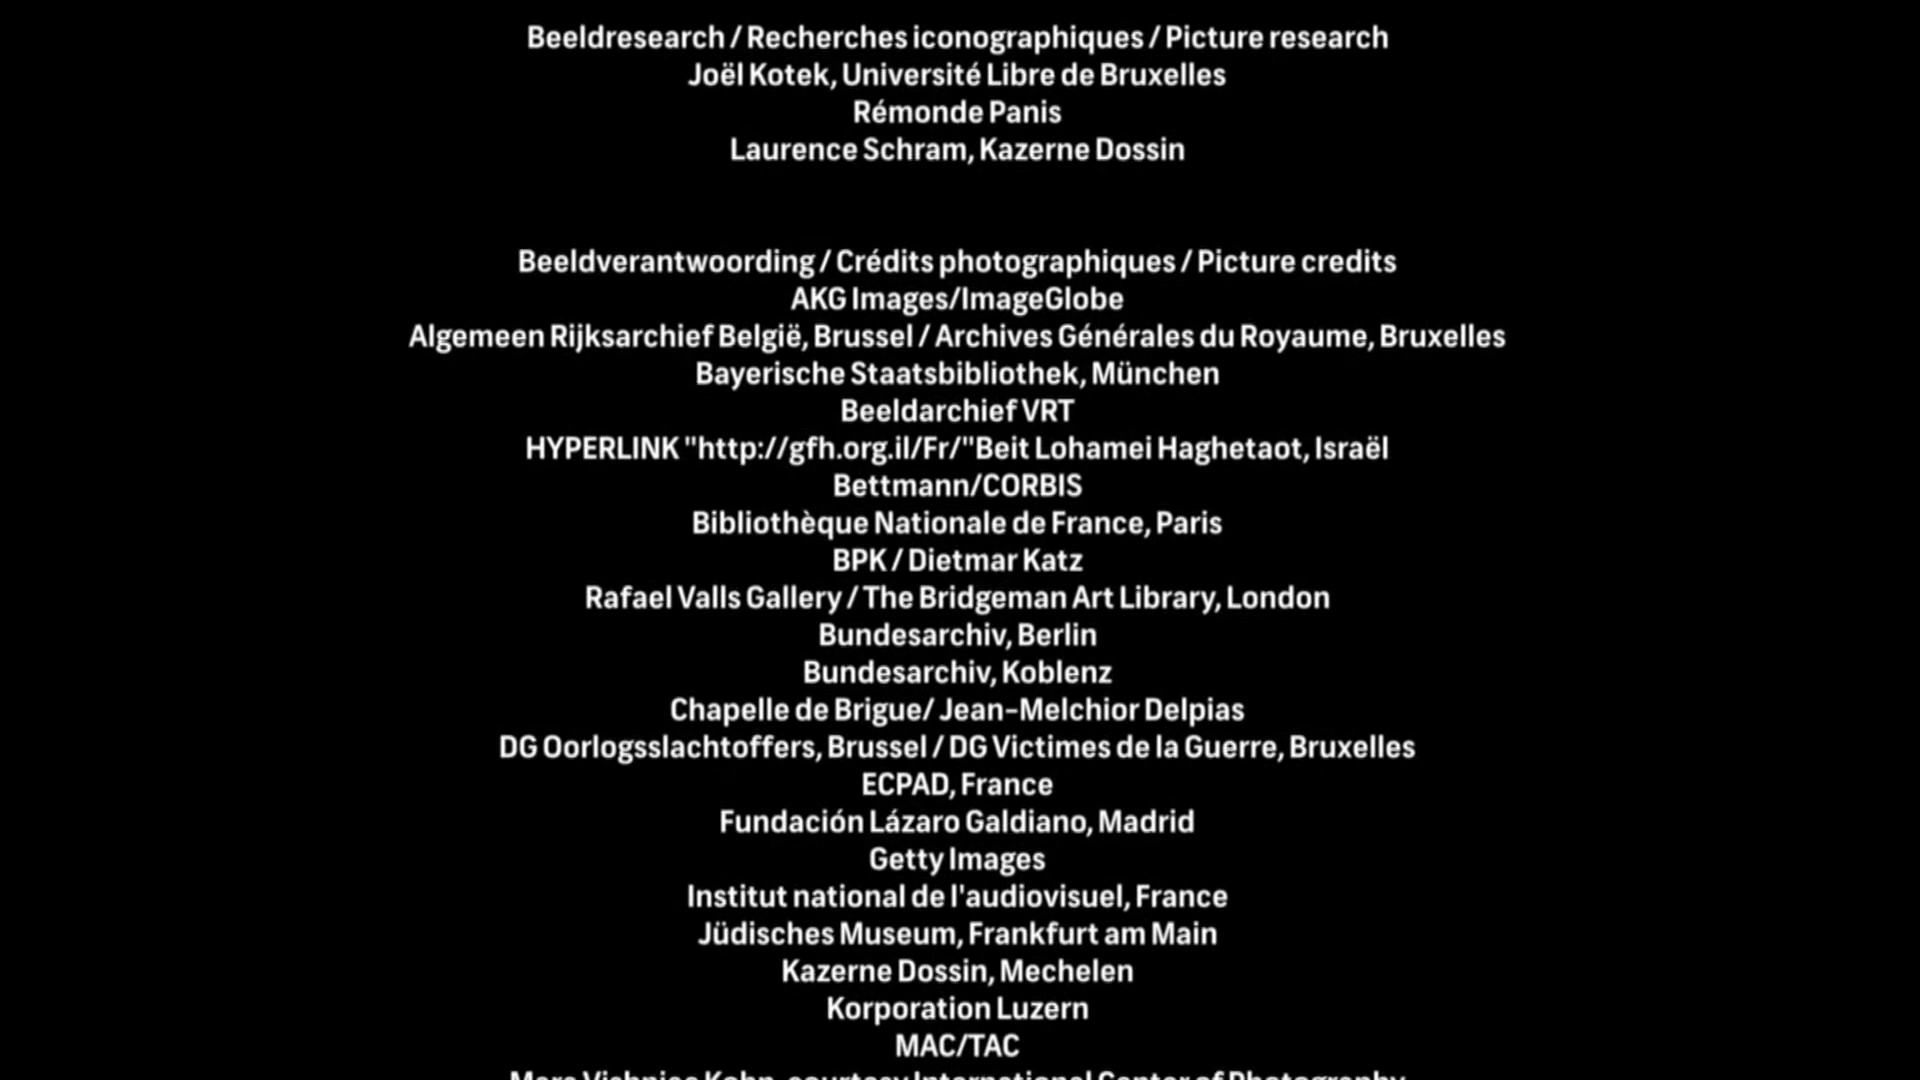 Beeldresearch / Recherches iconographiques / Picture research
Joël Kotek, Université Libre de Bruxelles
Rémonde Panis
Laurence Schram, Kazerne Dossin
Beeldverantwoording / Crédits photographiques / Picture credits
AKG Images/ImageGlobe
Algemeen Rijksarchief België, Brussel / Archives Générales du Royaume, Bruxelles
Bayerische Staatsbibliothek, München
Beeldarchief VRT
HYPERLINK "http://gfh.org.il/Fr/"Beit Lohamei Haghetaot, Israël
Bettmann/CORBIS
Bibliothèque Nationale de France, Paris
BPK / Dietmar Katz
Rafael Valls Gallery / The Bridgeman Art Library, London
Bundesarchiv, Berlin
Bundesarchiv, Koblenz
Chapelle de Brigue/ Jean-Melchior Delpias
DG Oorlogsslachtoffers, Brussel / DG Victimes de la Guerre, Bruxelles
ECPAD, France
Fundación Lázaro Galdiano, Madrid
Getty Images
Institut national de l'audiovisuel, France
Jüdisches Museum, Frankfurt am Main
Kazerne Dossin, Mechelen
Korporation Luzern
MAC/TAC
courtesy International Center of Photography